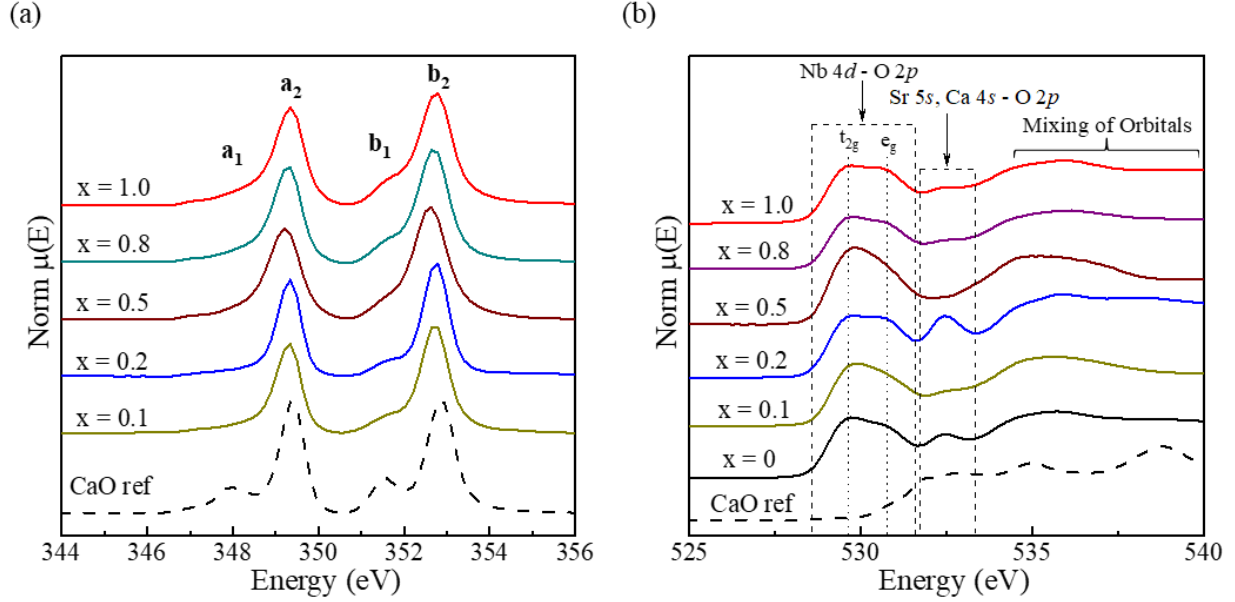 (a)
a₁
a₂
b₁
b₂
x = 1.0
x = 0.8
x = 0.5
x = 0.2
x = 0.1
CaO ref
Norm μ(E)
344 346 348 350 352 354 356
Energy (eV)
(b)
Nb 4d - O 2p
Sr 5s, Ca 4s - O 2p
Mixing of Orbitals
t2g
eg
x = 1.0
x = 0.8
x = 0.5
x = 0.2
x = 0.1
x = 0
CaO ref
Norm μ(E)
525 530 535 540
Energy (eV)